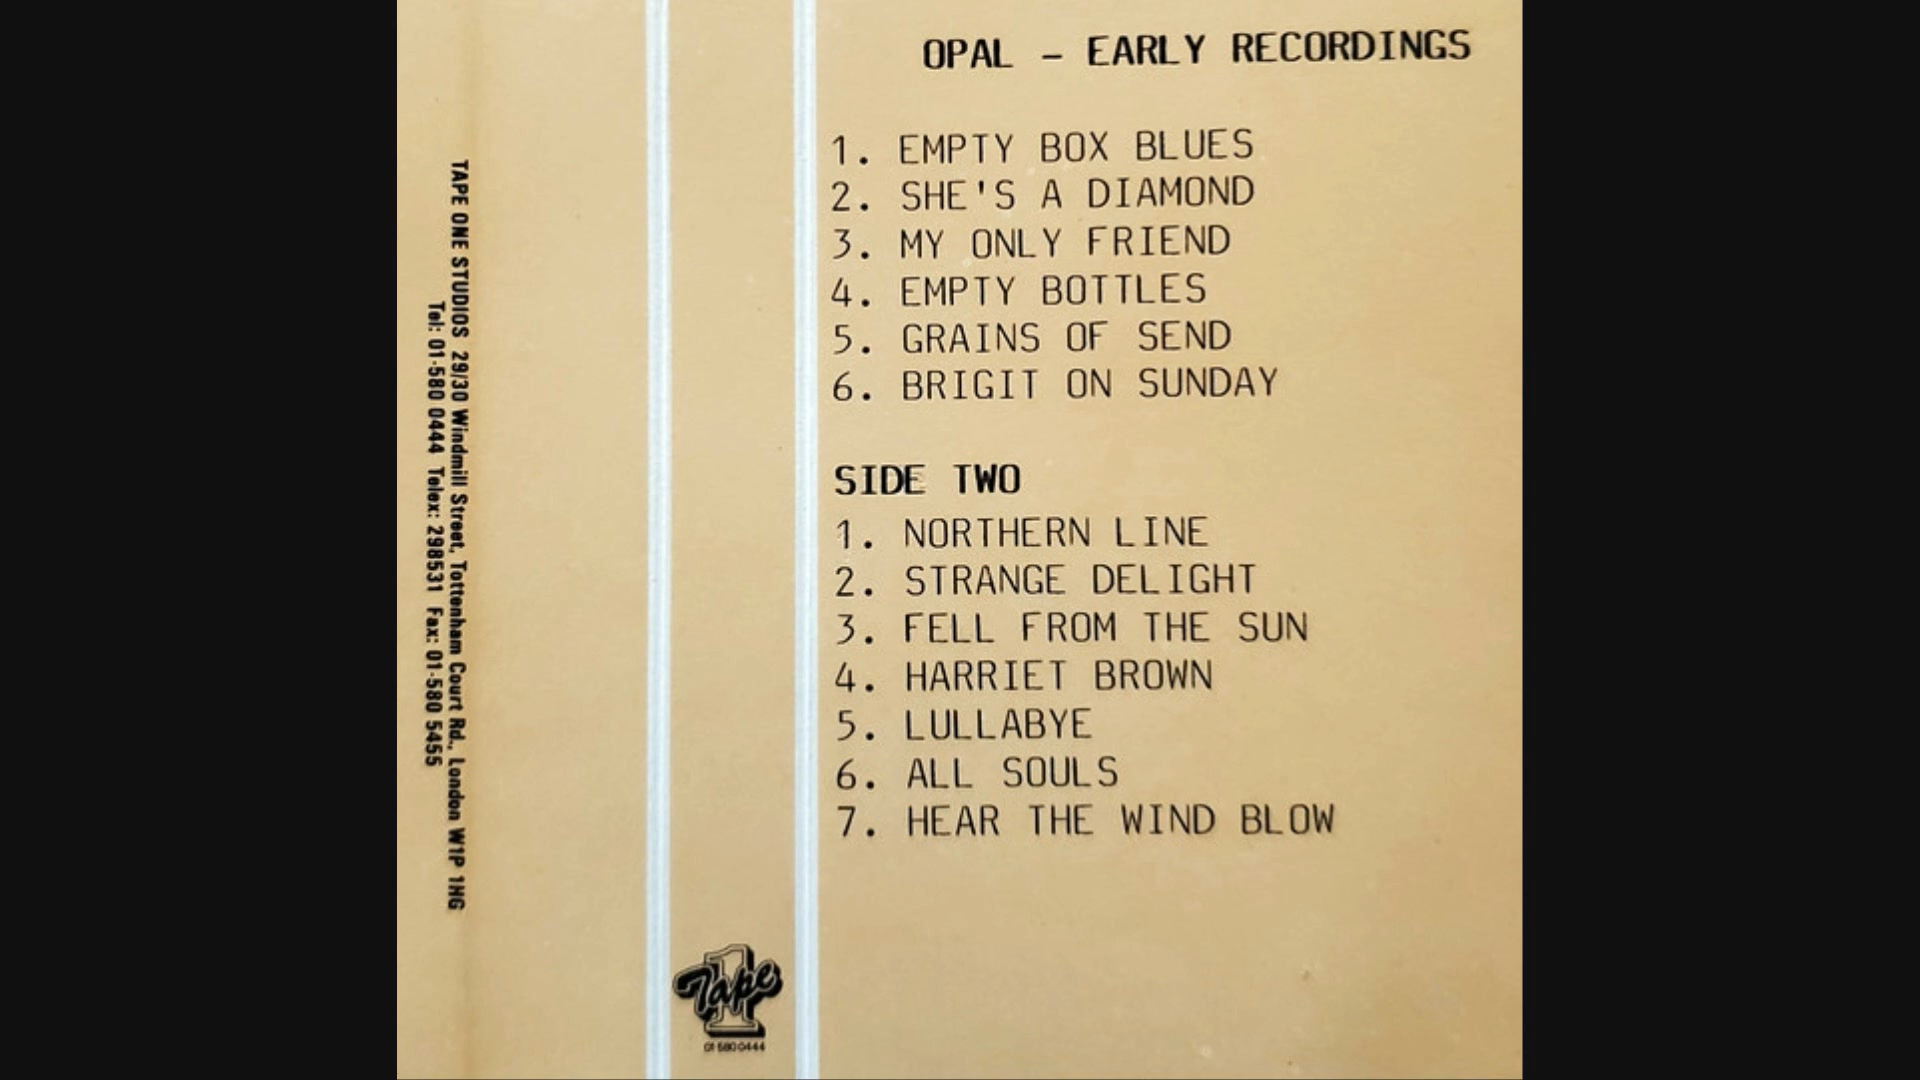 OPAL - EARLY RECORDINGS
1. EMPTY BOX BLUES
2. SHE'S A DIAMOND
3. MY ONLY FRIEND
4. EMPTY BOTTLES
5. GRAINS OF SEND
6. BRIGIT ON SUNDAY
SIDE TWO
1. NORTHERN LINE
2. STRANGE DELIGHT
3. FELL FROM THE SUN
4. HARRIET BROWN
5. LULLABYE
6. ALL SOULS
7. HEAR THE WIND BLOW
TAPE ONE STUDIOS 29/30 Windmill Street, Tottenham Court Rd., London W1P 1HG
Tel: 01-580 0444 Telex: 298531 Fax: 01-580 5455
Tape 1
01 580 0444